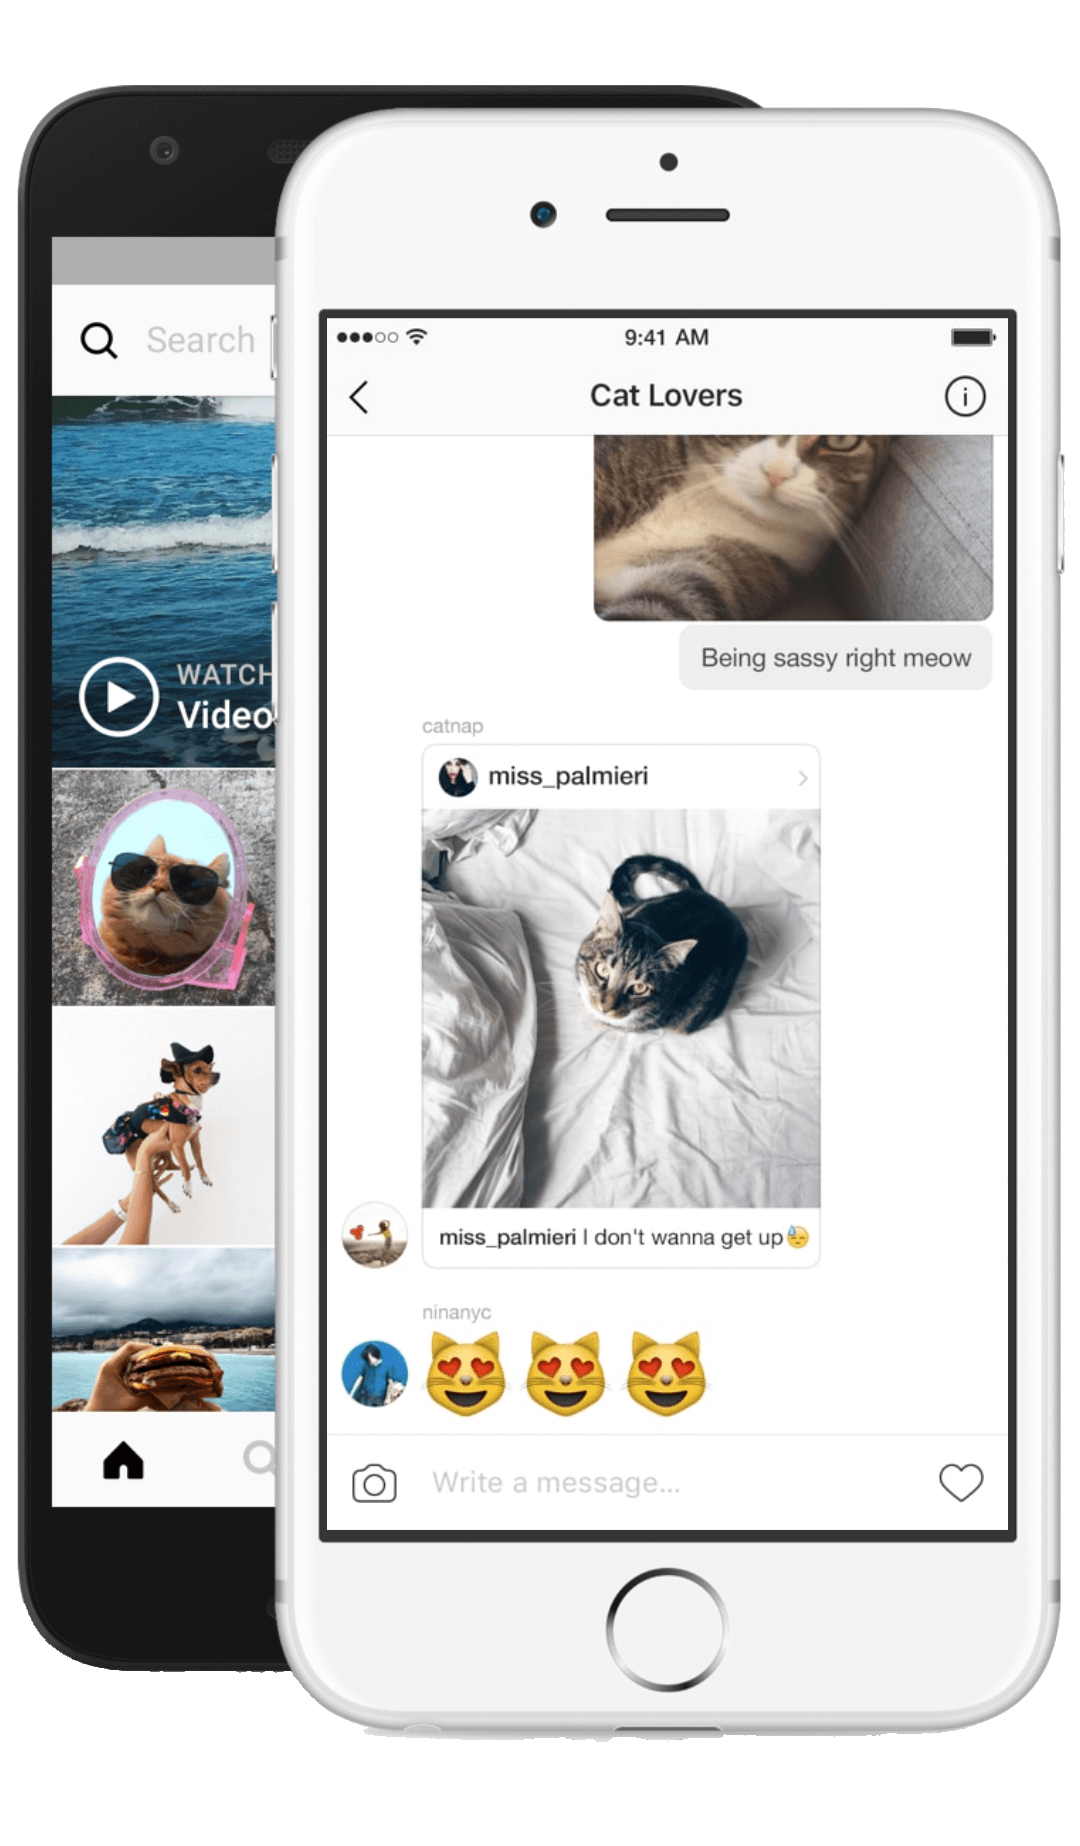 Search
WATCH
Video
9:41 AM
Cat Lovers
Being sassy right meow
catnap
miss_palmieri
miss_palmieri I don't wanna get up😓
ninanyc
😻 😻 😻
Write a message...